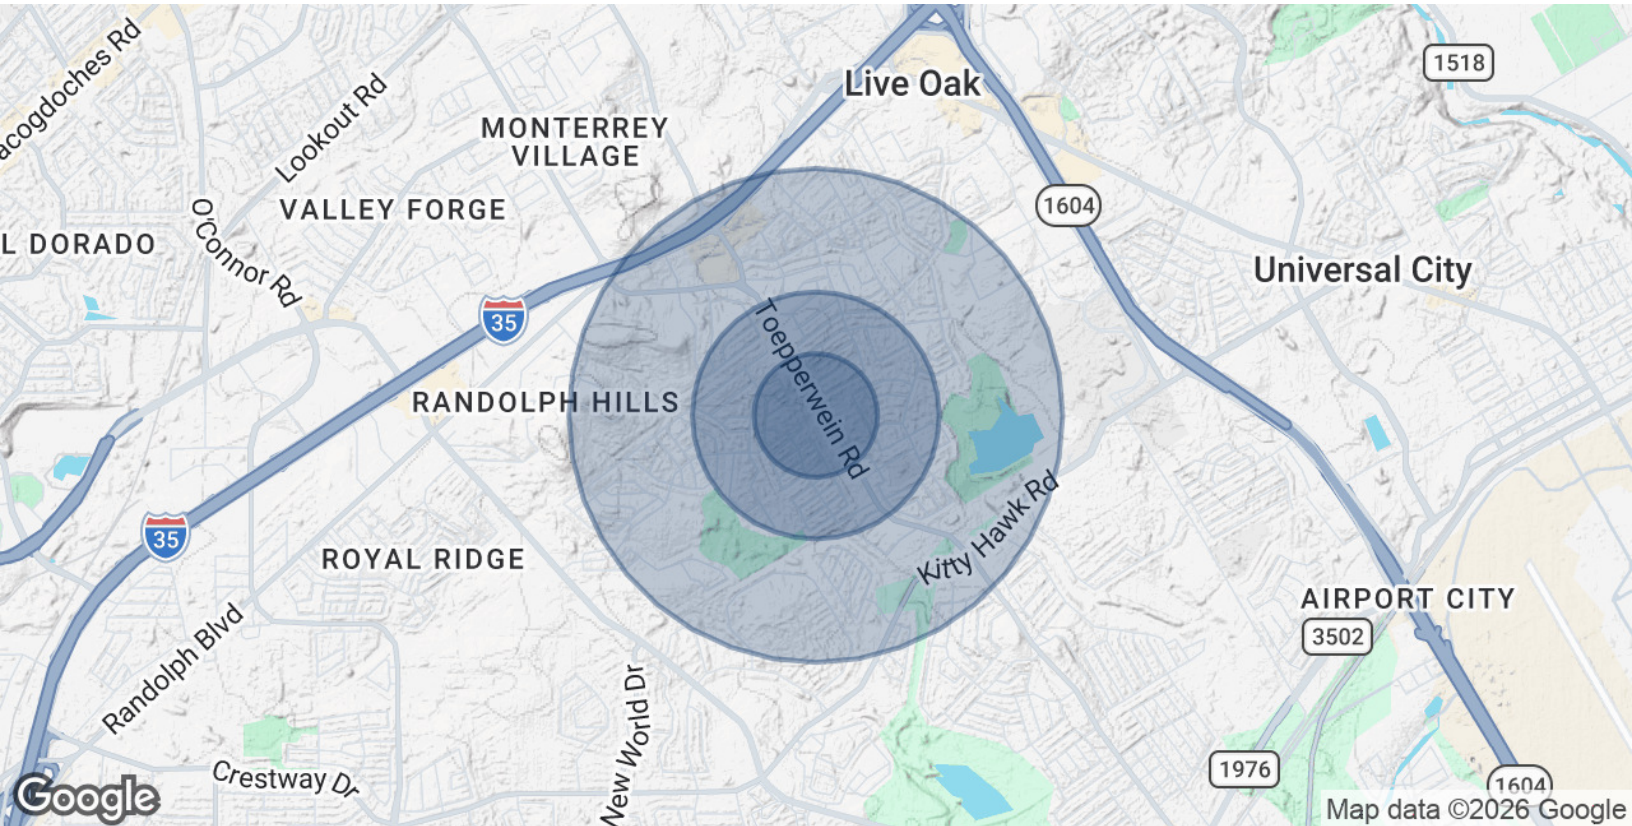 acogdoches Rd
Lookout Rd
Live Oak
1518
MONTERREY
VILLAGE
VALLEY FORGE
O'Connor Rd
1604
L DORADO
Universal City
35
Toepperwein Rd
RANDOLPH HILLS
35
Kitty Hawk Rd
ROYAL RIDGE
AIRPORT CITY
3502
Randolph Blvd
New World Dr
Crestway Dr
1976
1604
Google
Map data ©2026 Google